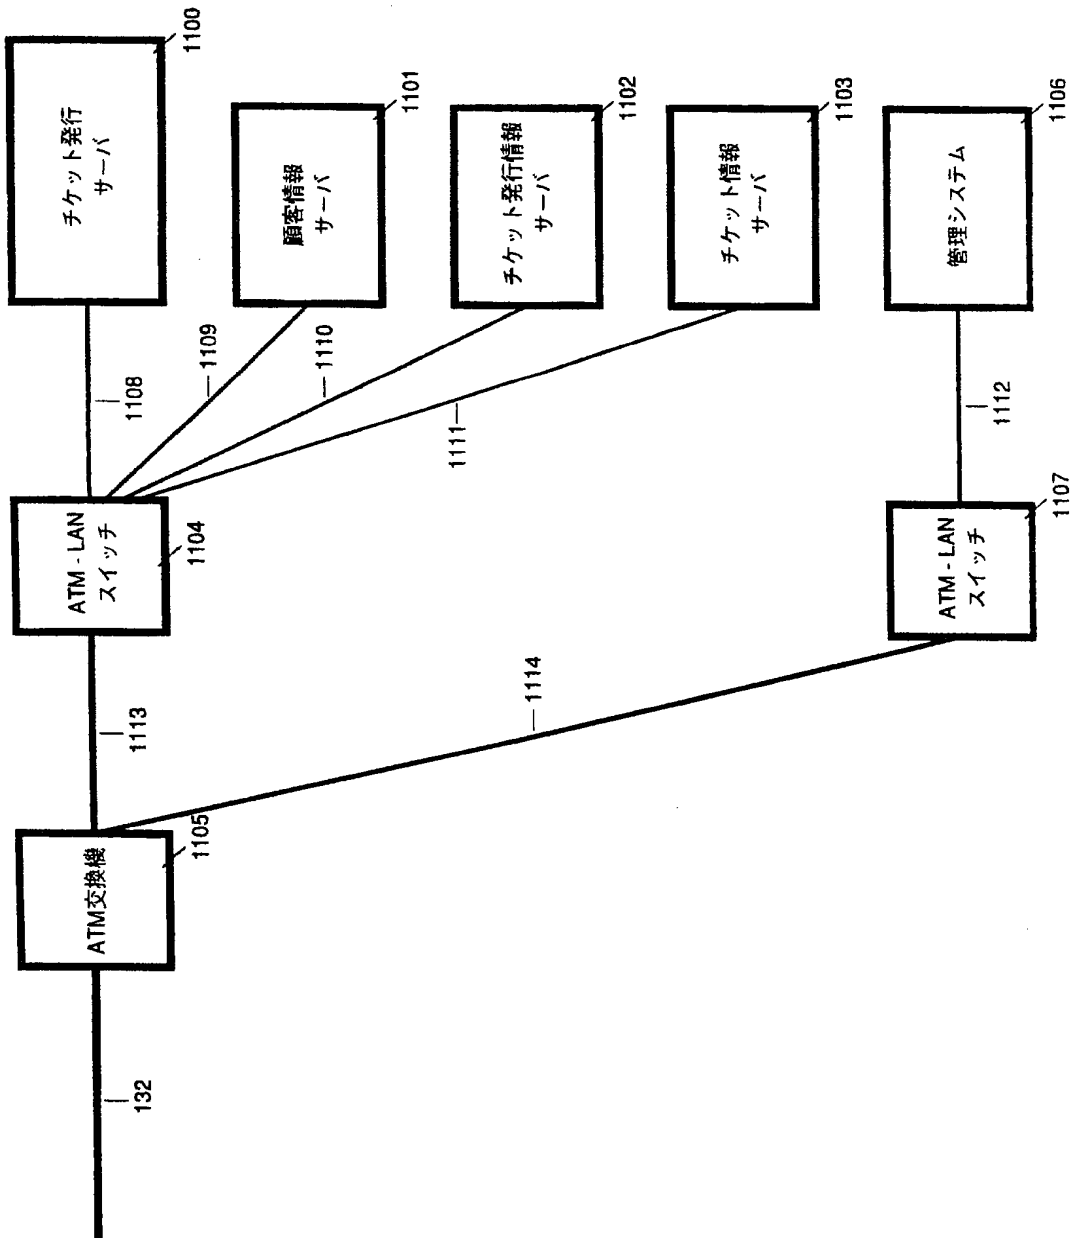 チケット発行
サーバ
1100
顧客情報
サーバ
1101
チケット発行情報
サーバ
1102
チケット情報
サーバ
1103
管理システム
1106
1108
1109
1110
1111
1112
ATM - LAN
スイッチ
1104
ATM - LAN
スイッチ
1107
1113
1114
ATM交換機
1105
132